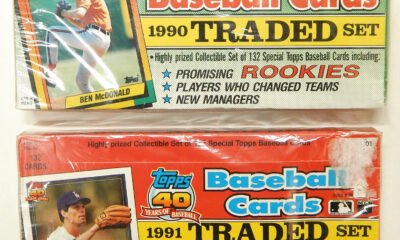 Baseball Cards
1990 TRADED SET
Highly prized Collectible Set of 132 Special Topps Baseball Cards including:
★ PROMISING ROOKIES
★ PLAYERS WHO CHANGED TEAMS
★ NEW MANAGERS
Topps
BEN McDONALD
Highly prized Collectible Set of 132 Special Topps Baseball Cards
132
CARDS
Topps
40
YEARS OF BASEBALL
Baseball
Cards
1991 TRADED SET